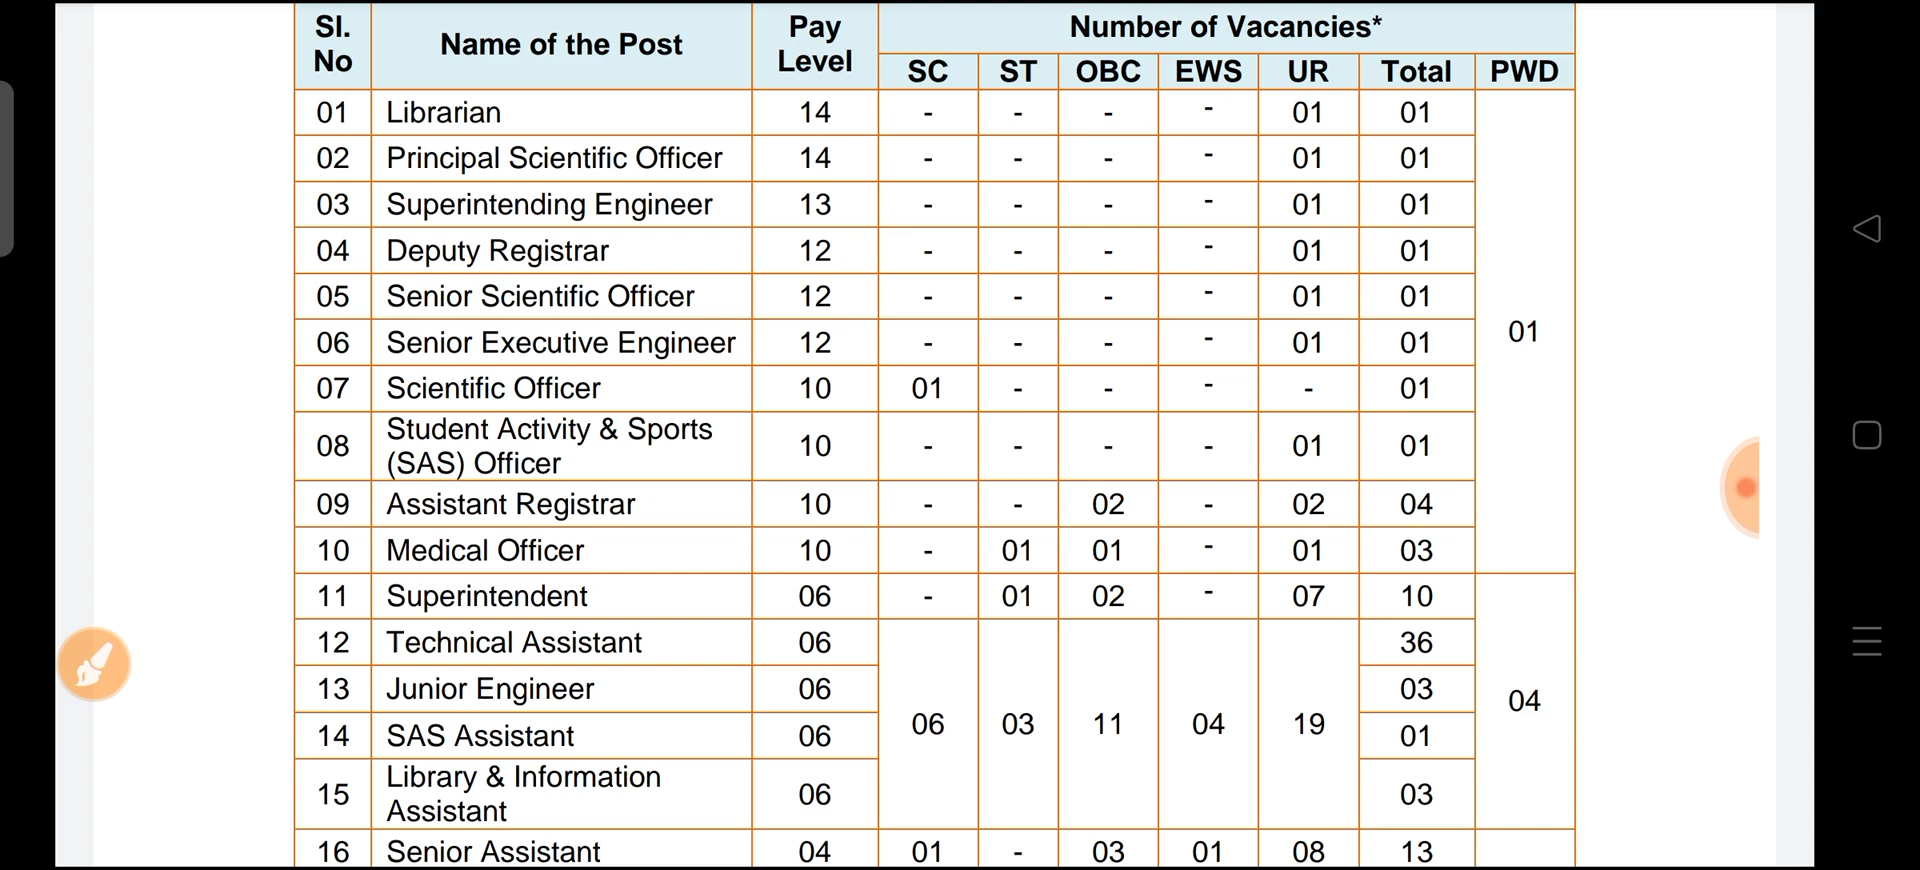 Sl. No | Name of the Post | Pay Level | Number of Vacancies*
SC | ST | OBC | EWS | UR | Total | PWD
01 | Librarian | 14 | - | - | - | - | 01 | 01 | 01
02 | Principal Scientific Officer | 14 | - | - | - | - | 01 | 01
03 | Superintending Engineer | 13 | - | - | - | - | 01 | 01
04 | Deputy Registrar | 12 | - | - | - | - | 01 | 01
05 | Senior Scientific Officer | 12 | - | - | - | - | 01 | 01
06 | Senior Executive Engineer | 12 | - | - | - | - | 01 | 01
07 | Scientific Officer | 10 | 01 | - | - | - | - | 01
08 | Student Activity & Sports (SAS) Officer | 10 | - | - | - | - | 01 | 01
09 | Assistant Registrar | 10 | - | - | 02 | - | 02 | 04
10 | Medical Officer | 10 | - | 01 | 01 | - | 01 | 03
11 | Superintendent | 06 | - | 01 | 02 | - | 07 | 10 | 04
12 | Technical Assistant | 06 | 06 | 03 | 11 | 04 | 19 | 36
13 | Junior Engineer | 06 | 03
14 | SAS Assistant | 06 | 01
15 | Library & Information Assistant | 06 | 03
16 | Senior Assistant | 04 | 01 | - | 03 | 01 | 08 | 13